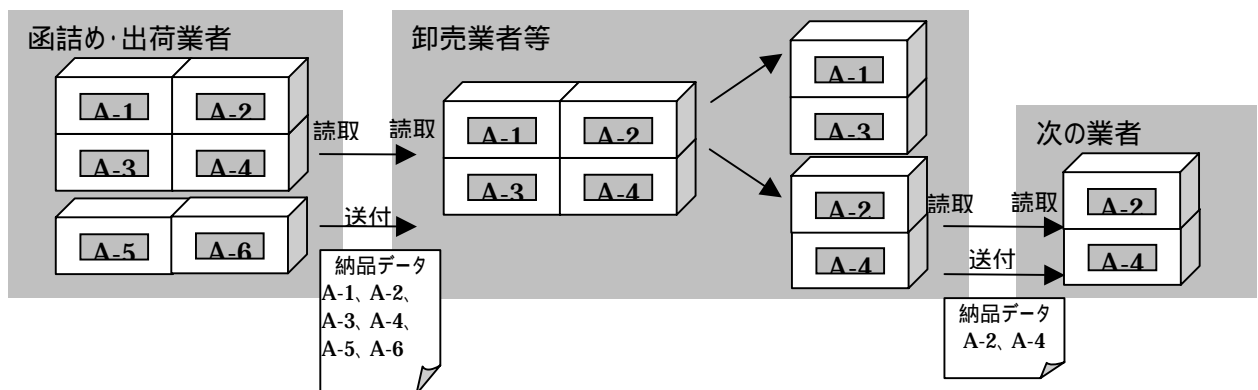 函詰め・出荷業者
A-1
A-2
A-3
A-4
A-5
A-6
読取
読取
送付
納品データ
A-1、A-2、
A-3、A-4、
A-5、A-6
卸売業者等
A-1
A-2
A-3
A-4
A-1
A-3
A-2
A-4
読取
読取
送付
納品データ
A-2、A-4
次の業者
A-2
A-4